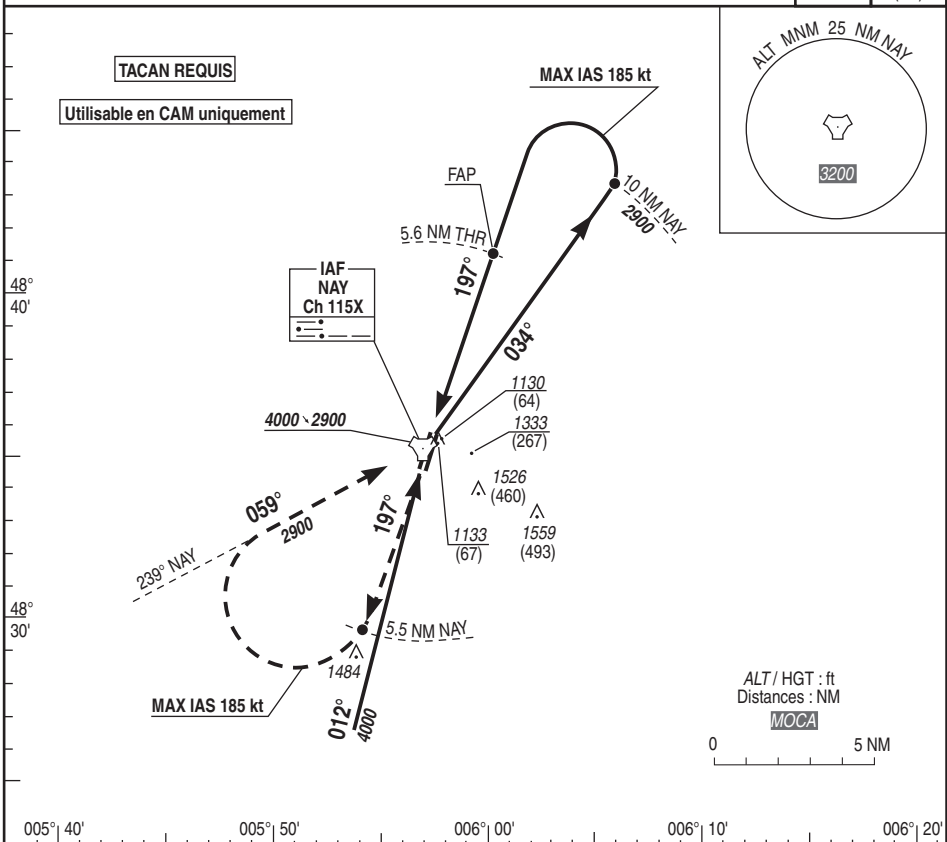 TACAN REQUIS
Utilisable en CAM uniquement
MAX IAS 185 kt
ALT MNM 25 NM NAY
3200
FAP
10 NM NAY
2900
5.6 NM THR
197°
IAF
NAY
Ch 115X
48°
40'
034°
1130
(64)
4000 2900
1333
(267)
1526
(460)
059°
2900
197°
1133
(67)
1559
(493)
239° NAY
48°
30'
5.5 NM NAY
1484
MAX IAS 185 kt
012°
4000
ALT / HGT : ft
Distances : NM
MOCA
0 5 NM
005° 40' 005° 50' 006° 00' 006° 10' 006° 20'